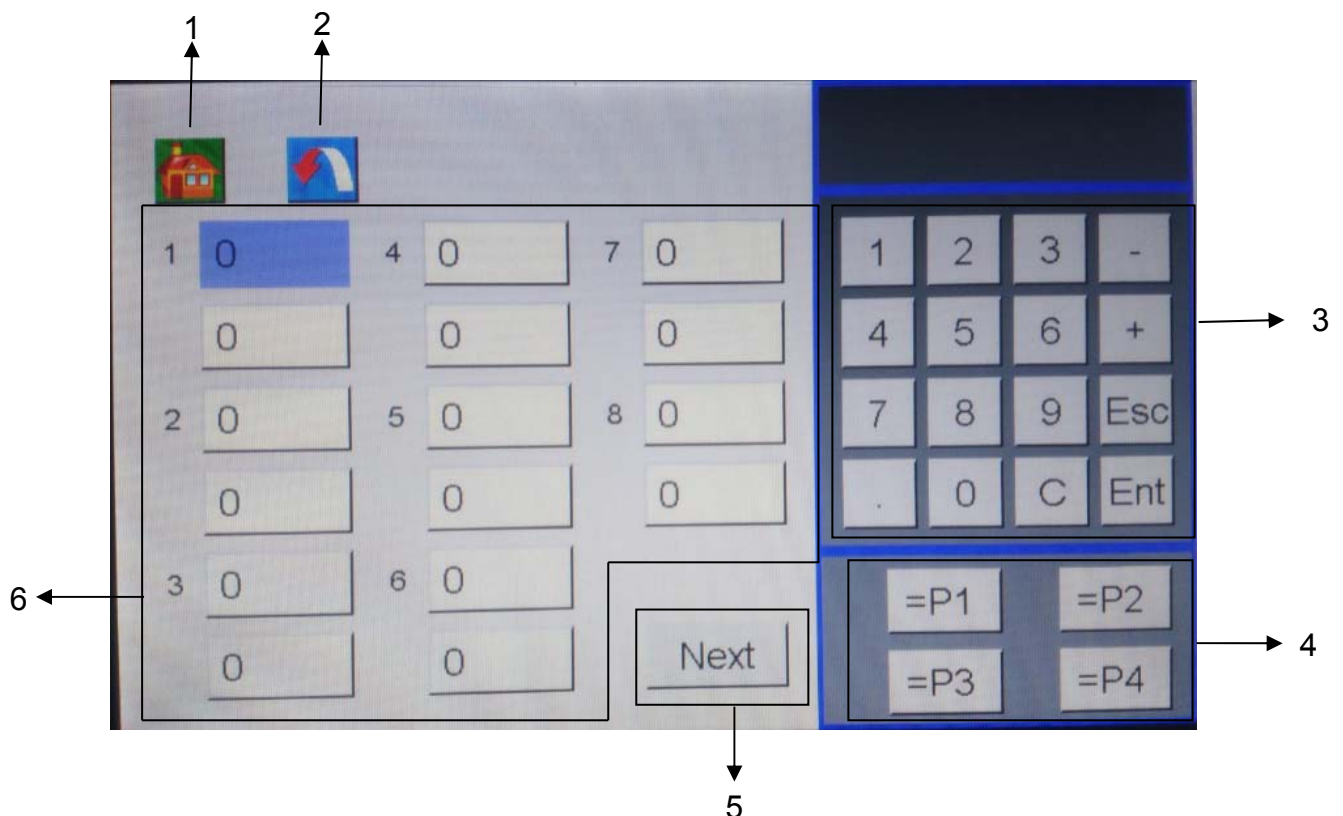 1 2
1 0 4 0 7 0 1 2 3 -
0 0 0 4 5 6 +
3
2 0 5 0 8 0 7 8 9 Esc
0 0 0 . 0 C Ent
3 0 6 0 =P1 =P2
6
0 0 Next =P3 =P4
4
5